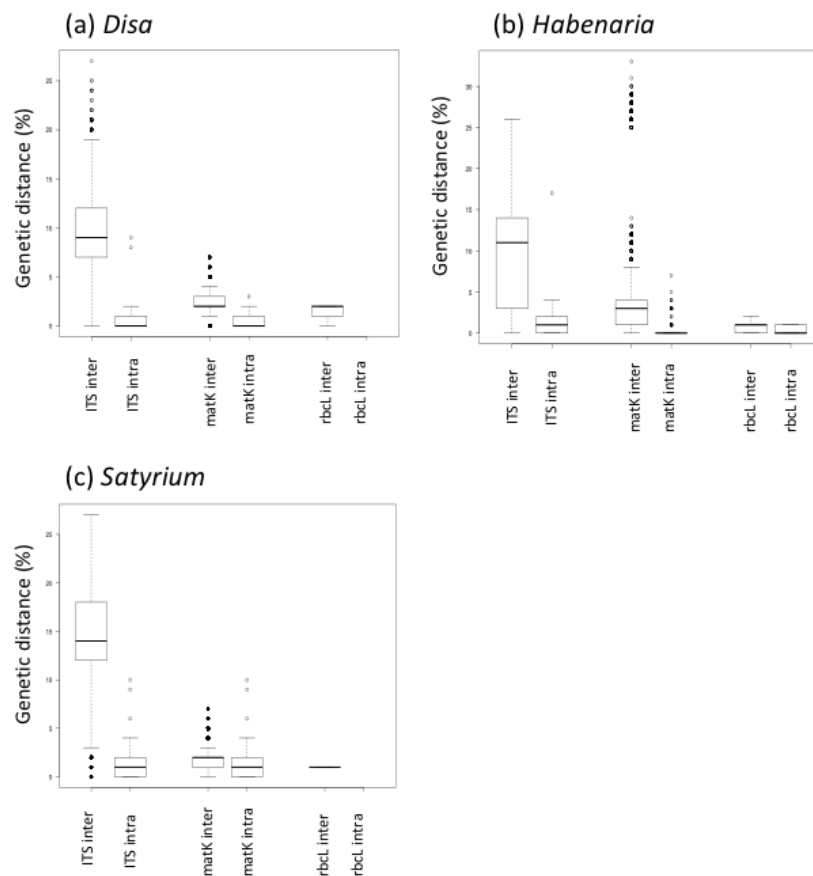 (a) Disa
Genetic distance (%)
25
20
15
10
5
0
ITS inter
ITS intra
matK inter
matK intra
rbcL inter
rbcL intra
(b) Habenaria
Genetic distance (%)
30
25
20
15
10
5
0
ITS inter
ITS intra
matK inter
matK intra
rbcL inter
rbcL intra
(c) Satyrium
Genetic distance (%)
25
20
15
10
5
0
ITS inter
ITS intra
matK inter
matK intra
rbcL inter
rbcL intra